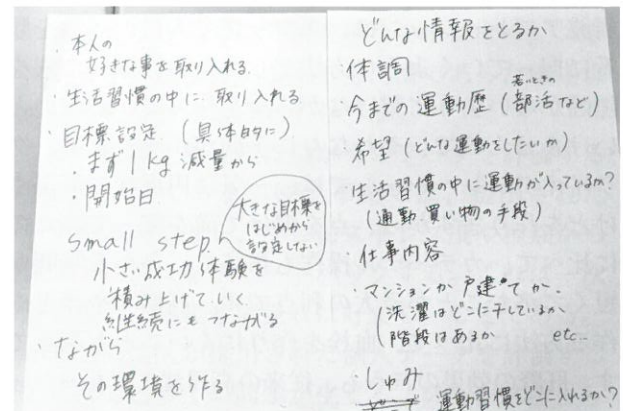 ・本人の
好きな事を取り入れる
・生活習慣の中に取り入れる
・目標設定 (具体的に)
・まず1kg減量から
・開始日
大きな目標を
はじめから
設定しない
small step
小さい成功体験を
積み上げていく
継続にもつながる
・ながら
その環境を作る
どんな情報をとるか
体調
若いときの
今までの運動歴 (部活など)
希望 (どんな運動をしたいか)
生活習慣の中に運動が入っているか?
(通勤・買い物の手段)
仕事内容
・マンションか戸建てか、
(洗濯はどこに干しているか
階段はあるか etc…
・しゅみ
運動習慣をどこに入れるか?